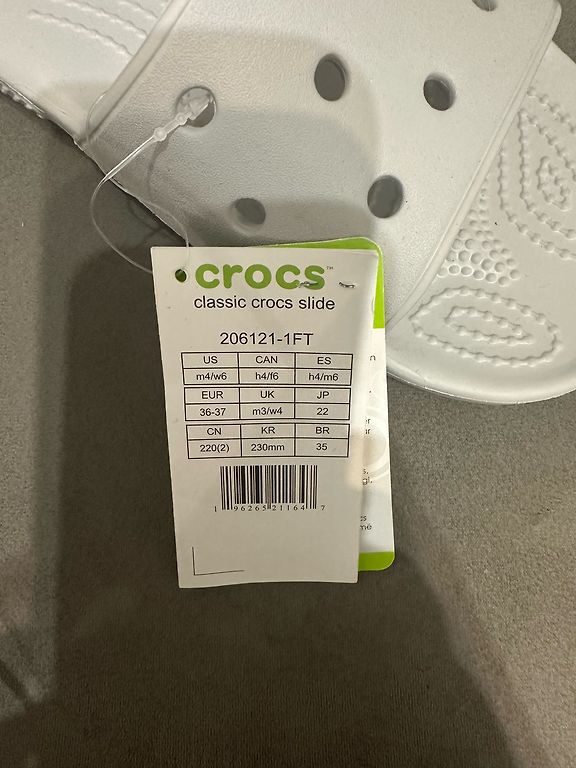 crocs™
classic crocs slide
206121-1FT
US CAN ES
m4/w6 h4/f6 h4/m6
EUR UK JP
36-37 m3/w4 22
CN KR BR
220(2) 230mm 35
1 96265 21164 7